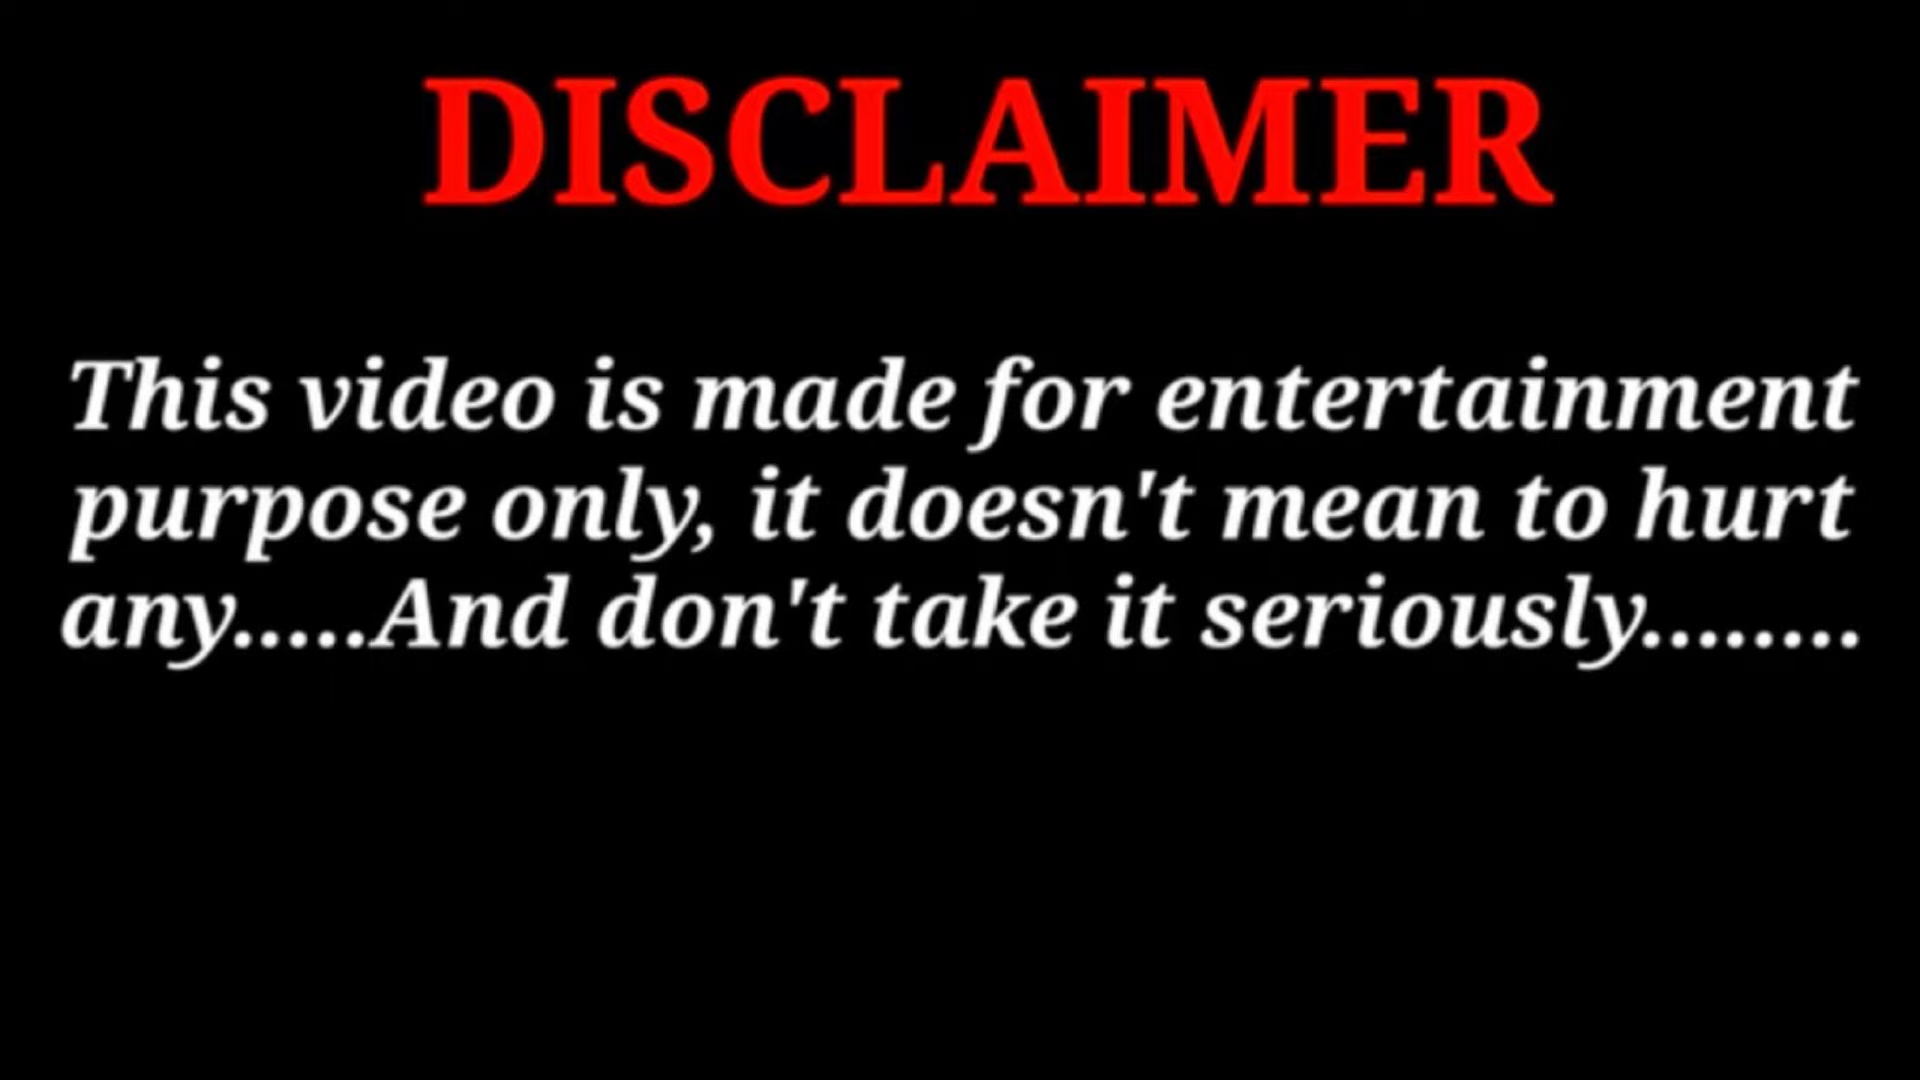 DISCLAIMER
This video is made for entertainment
purpose only, it doesn't mean to hurt
any.....And don't take it seriously........